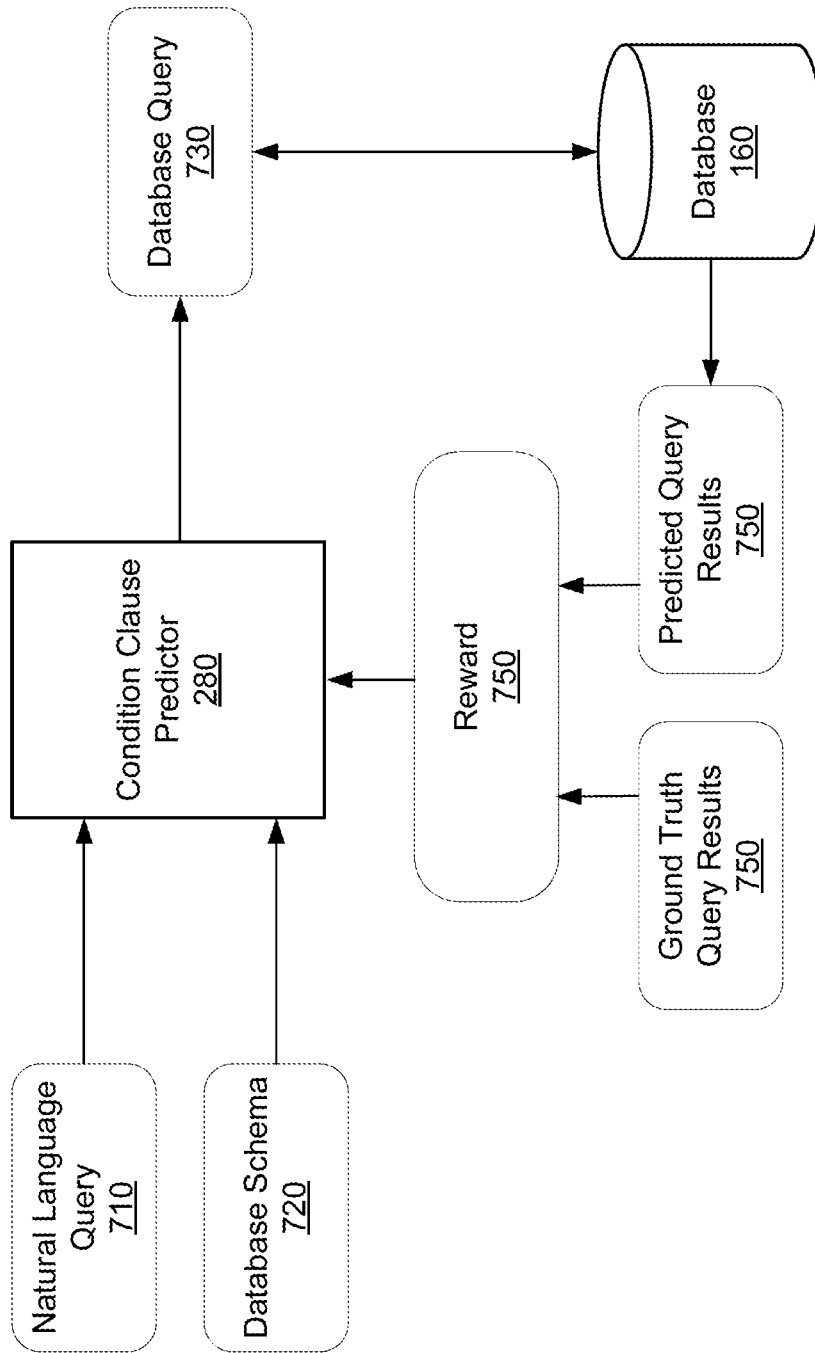 Natural Language
Query
710
Database Schema
720
Condition Clause
Predictor
280
Database Query
730
Reward
750
Ground Truth
Query Results
750
Predicted Query
Results
750
Database
160